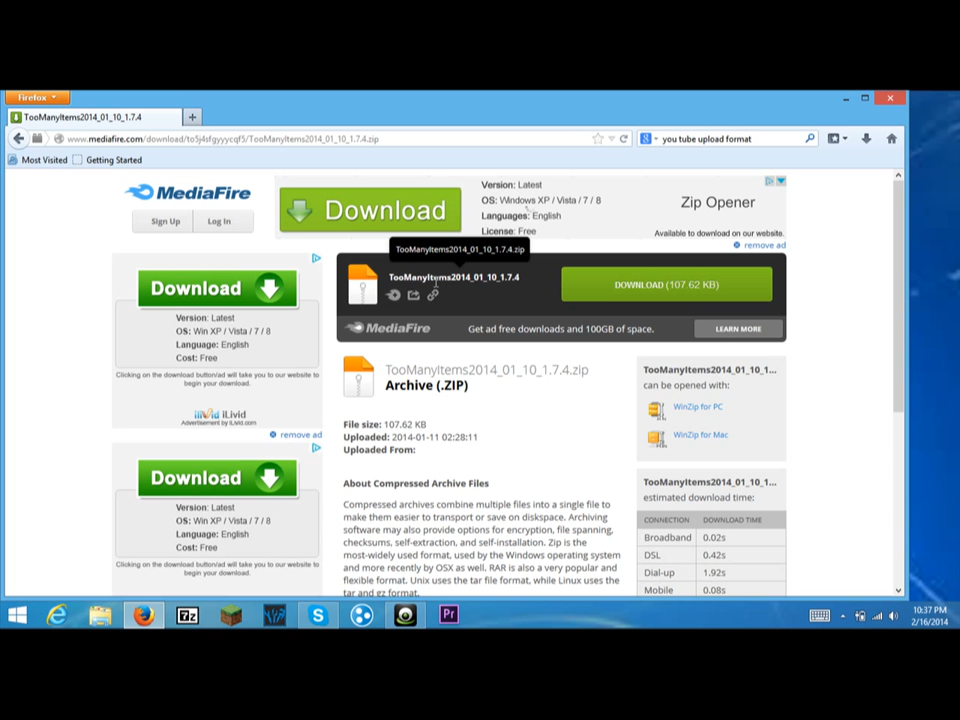 Firefox
TooManyItems2014_01_10_1.7.4
www.mediafire.com/download/to5j4sfgyyycqf5/TooManyItems2014_01_10_1.7.4.zip
you tube upload format
Most Visited
Getting Started
MediaFire
Sign Up
Log In
Download
Version: Latest
OS: Windows XP / Vista / 7 / 8
Languages: English
License: Free
Zip Opener
Available to download on our website.
remove ad
TooManyItems2014_01_10_1.7.4.zip
TooManyItems2014_01_10_1.7.4
DOWNLOAD (107.62 KB)
MediaFire
Get ad free downloads and 100GB of space.
LEARN MORE
Download
Version: Latest
OS: Win XP / Vista / 7 / 8
Language: English
Cost: Free
Clicking on the download button/ad will take you to our website to
begin your download.
iLivid
Advertisement by iLivid.com
remove ad
Download
Version: Latest
OS: Win XP / Vista / 7 / 8
Language: English
Cost: Free
Clicking on the download button/ad will take you to our website to
begin your download.
TooManyItems2014_01_10_1.7.4.zip
Archive (.ZIP)
File size: 107.62 KB
Uploaded: 2014-01-11 02:28:11
Uploaded From:
About Compressed Archive Files
Compressed archives combine multiple files into a single file to
make them easier to transport or save on diskspace. Archiving
software may also provide options for encryption, file spanning,
checksums, self-extraction, and self-installation. Zip is the
most-widely used format, used by the Windows operating system
and more recently by OSX as well. RAR is also a very popular and
flexible format. Unix uses the tar file format, while Linux uses the
tar and gz format.
TooManyItems2014_01_10_1...
can be opened with:
WinZip for PC
WinZip for Mac
TooManyItems2014_01_10_1...
estimated download time:
CONNECTION DOWNLOAD TIME
Broadband 0.02s
DSL 0.42s
Dial-up 1.92s
Mobile 0.08s
7z
Pr
10:37 PM
2/16/2014